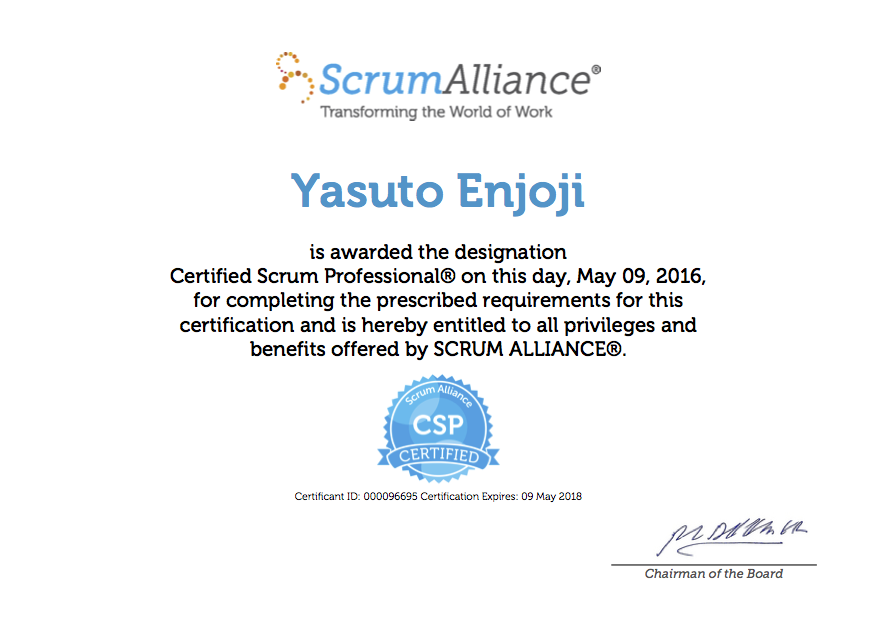 ScrumAlliance®
Transforming the World of Work
Yasuto Enjoji
is awarded the designation
Certified Scrum Professional® on this day, May 09, 2016,
for completing the prescribed requirements for this
certification and is hereby entitled to all privileges and
benefits offered by SCRUM ALLIANCE®.
Scrum Alliance
CSP
CERTIFIED
Certificant ID: 000096695 Certification Expires: 09 May 2018
Chairman of the Board